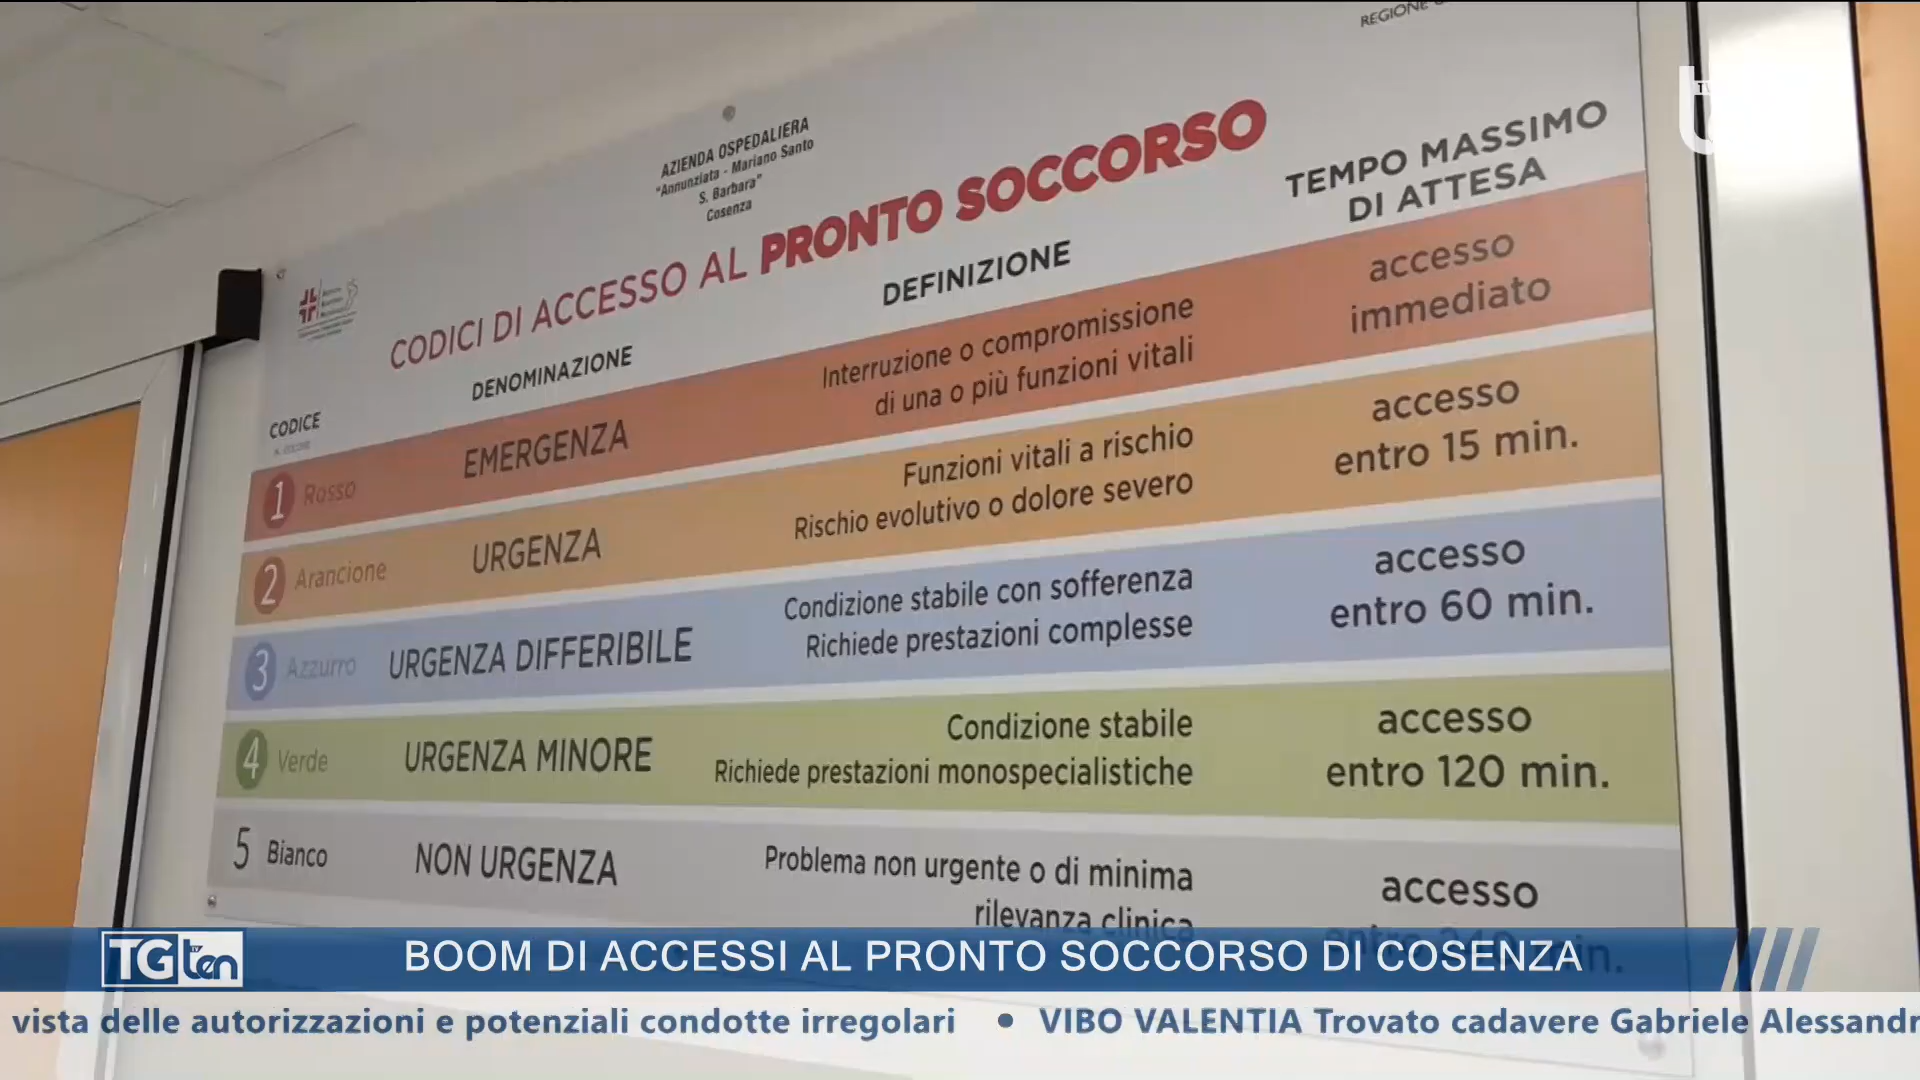 REGIONE
AZIENDA OSPEDALIERA
"Annunziata - Mariano Santo
S. Barbara"
Cosenza
CODICI DI ACCESSO AL PRONTO SOCCORSO
CODICE
DENOMINAZIONE
DEFINIZIONE
TEMPO MASSIMO
DI ATTESA
1 Rosso
EMERGENZA
Interruzione o compromissione
di una o più funzioni vitali
accesso
immediato
2 Arancione
URGENZA
Funzioni vitali a rischio
Rischio evolutivo o dolore severo
accesso
entro 15 min.
3 Azzurro
URGENZA DIFFERIBILE
Condizione stabile con sofferenza
Richiede prestazioni complesse
accesso
entro 60 min.
4 Verde
URGENZA MINORE
Condizione stabile
Richiede prestazioni monospecialistiche
accesso
entro 120 min.
5 Bianco
NON URGENZA
Problema non urgente o di minima
rilevanza clinica
accesso
entro 240 min.
TG ten TV
BOOM DI ACCESSI AL PRONTO SOCCORSO DI COSENZA
vista delle autorizzazioni e potenziali condotte irregolari • VIBO VALENTIA Trovato cadavere Gabriele Alessandr